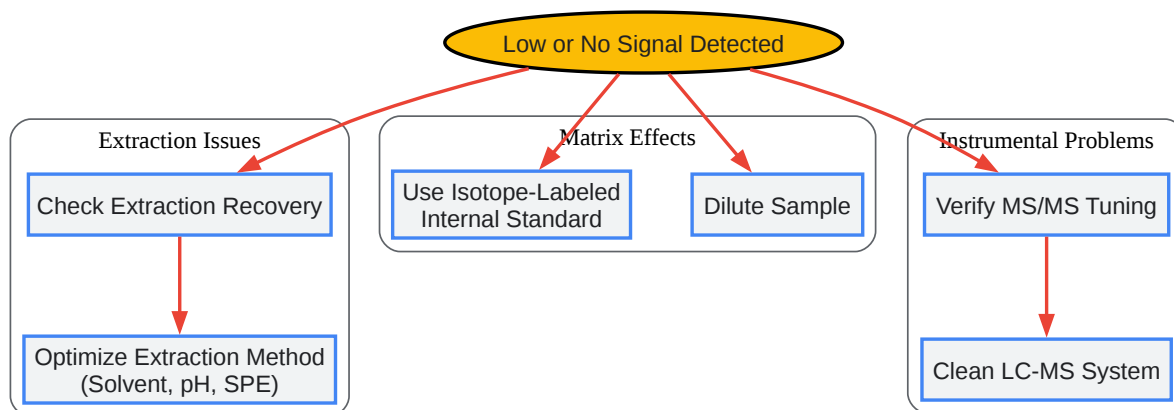 Low or No Signal Detected
Extraction Issues
Matrix Effects
Instrumental Problems
Check Extraction Recovery
Use Isotope-Labeled
Internal Standard
Dilute Sample
Verify MS/MS Tuning
Optimize Extraction Method
(Solvent, pH, SPE)
Clean LC-MS System